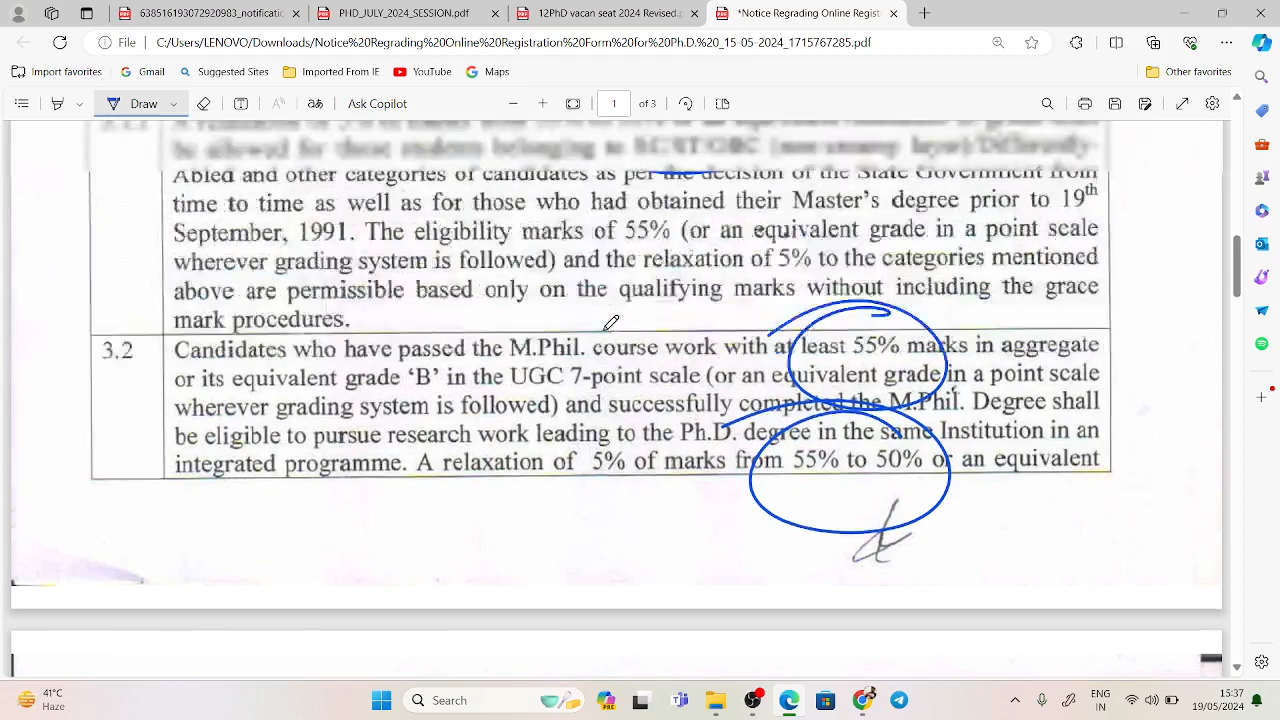 638516193072920983_notificatio
PHD_JULY_2024_SESSION.pdf
12PhD vacan seat 2024 Revised.p
*Notice Regrading Online Regist
File
C:/Users/LENOVO/Downloads/Notice%20Regrading%20Online%20Registration%20Form%20for%20Ph.D.%20_15-05-2024_1715767285.pdf
Import favorites
Gmail
Suggested Sites
Imported From IE
YouTube
Maps
Other favorites
Draw
Ask Copilot
1 of 3
Abled and other categories of candidates as per the decision of the State Government from
time to time as well as for those who had obtained their Master's degree prior to 19th
September, 1991. The eligibility marks of 55% (or an equivalent grade in a point scale
wherever grading system is followed) and the relaxation of 5% to the categories mentioned
above are permissible based only on the qualifying marks without including the grace
mark procedures.
3.2 Candidates who have passed the M.Phil. course work with at least 55% marks in aggregate
or its equivalent grade 'B' in the UGC 7-point scale (or an equivalent grade in a point scale
wherever grading system is followed) and successfully completed the M.Phil. Degree shall
be eligible to pursue research work leading to the Ph.D. degree in the same Institution in an
integrated programme. A relaxation of 5% of marks from 55% to 50% or an equivalent
41°C
Haze
Search
ENG
IN
15:37
19/05/2024